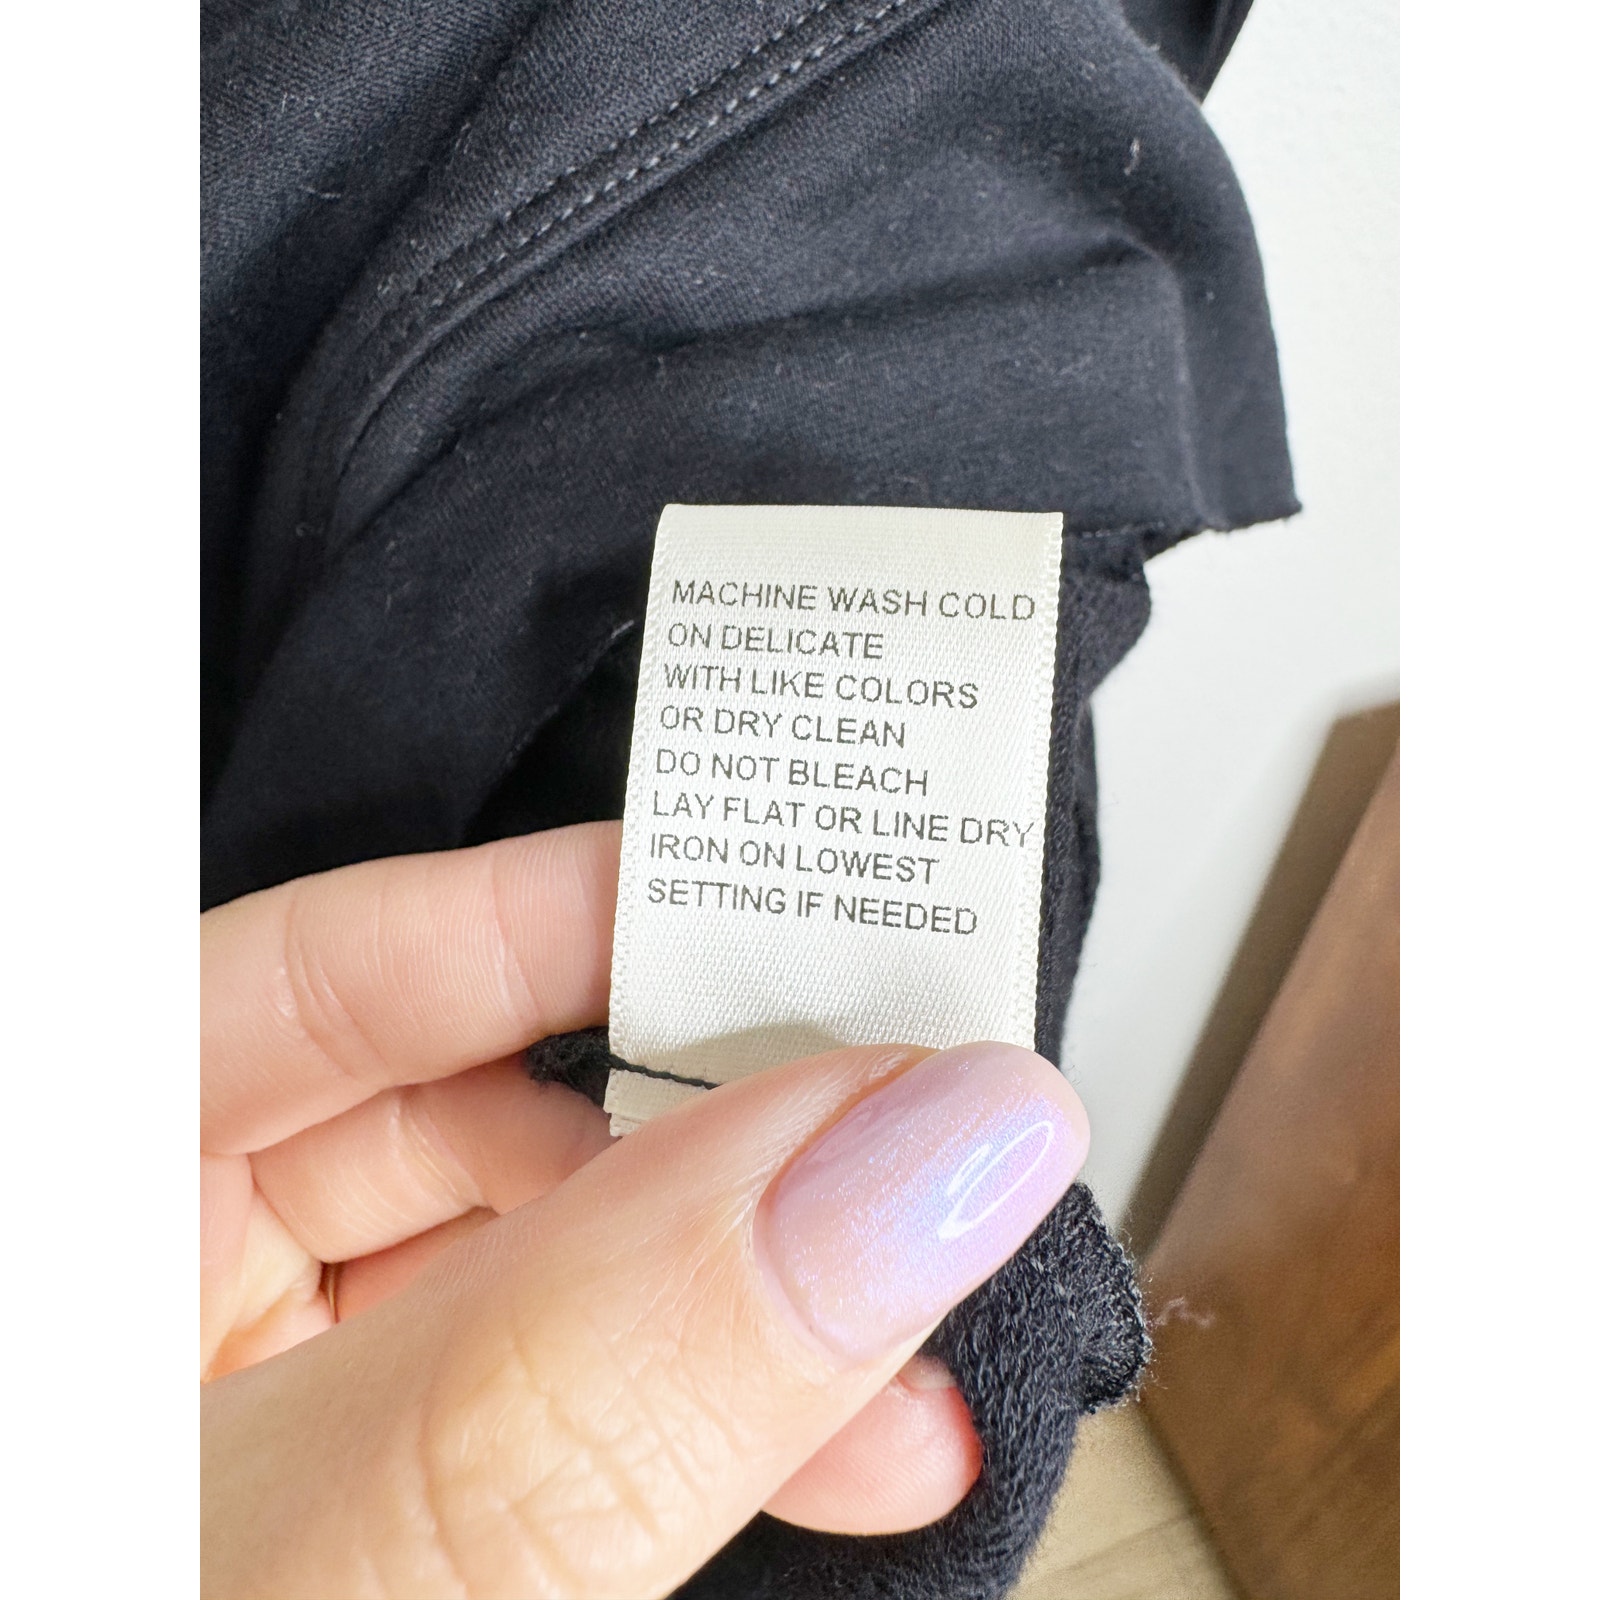 MACHINE WASH COLD
ON DELICATE
WITH LIKE COLORS
OR DRY CLEAN
DO NOT BLEACH
LAY FLAT OR LINE DRY
IRON ON LOWEST
SETTING IF NEEDED